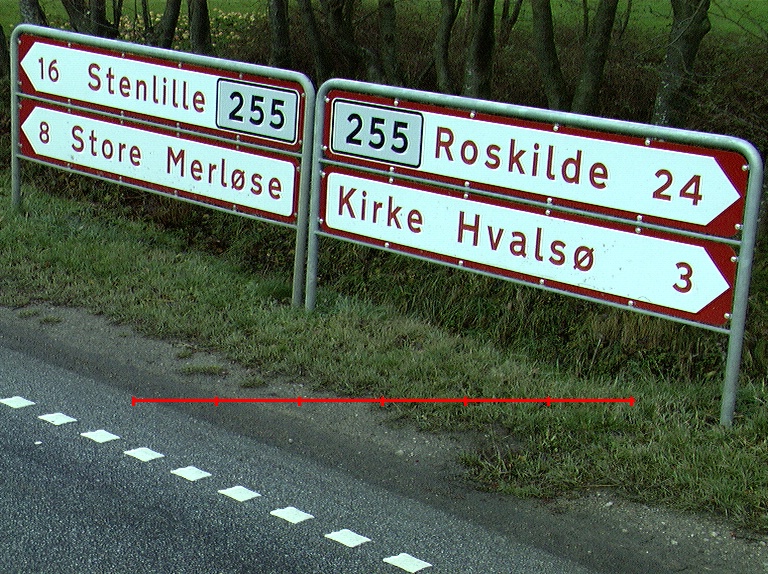 16 Stenlille 255
8 Store Merløse
255 Roskilde 24
Kirke Hvalsø 3